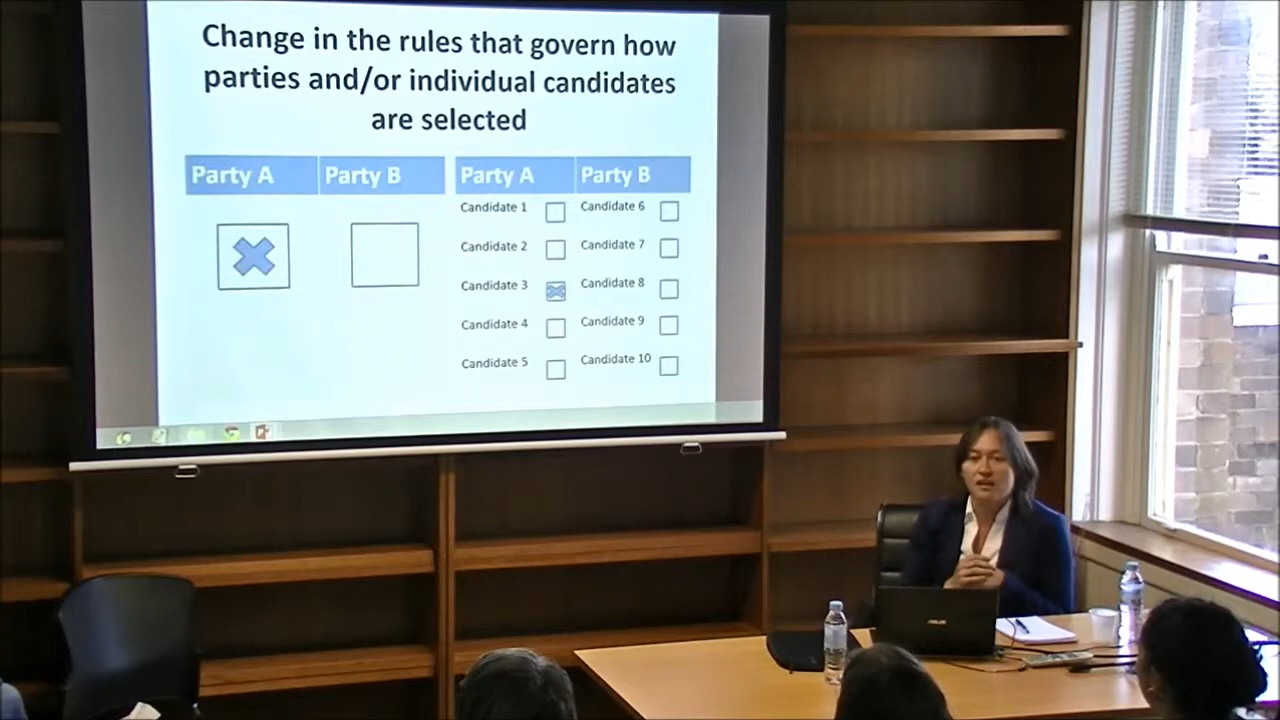 Change in the rules that govern how
parties and/or individual candidates
are selected
Party A Party B Party A Party B
Candidate 1 Candidate 6
Candidate 2 Candidate 7
Candidate 3 Candidate 8
Candidate 4 Candidate 9
Candidate 5 Candidate 10
ASUS